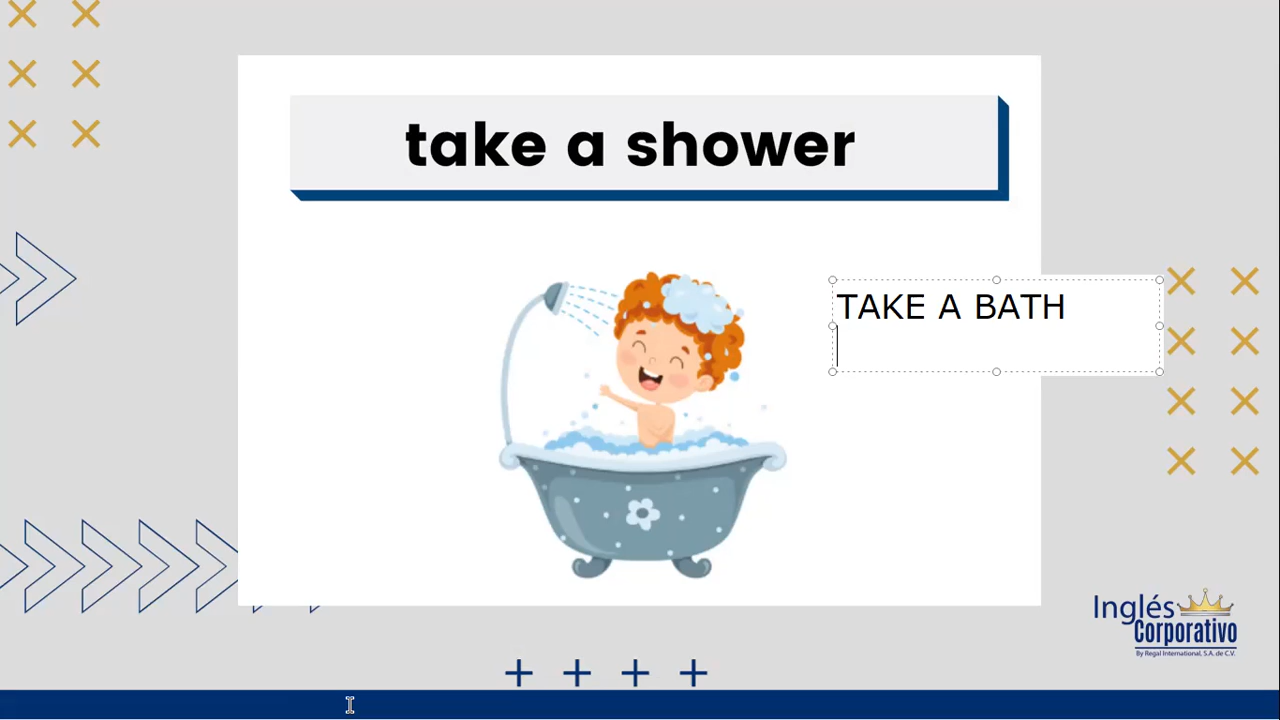 take a shower
TAKE A BATH
Inglés
Corporativo
By Regal International, S.A. de C.V.